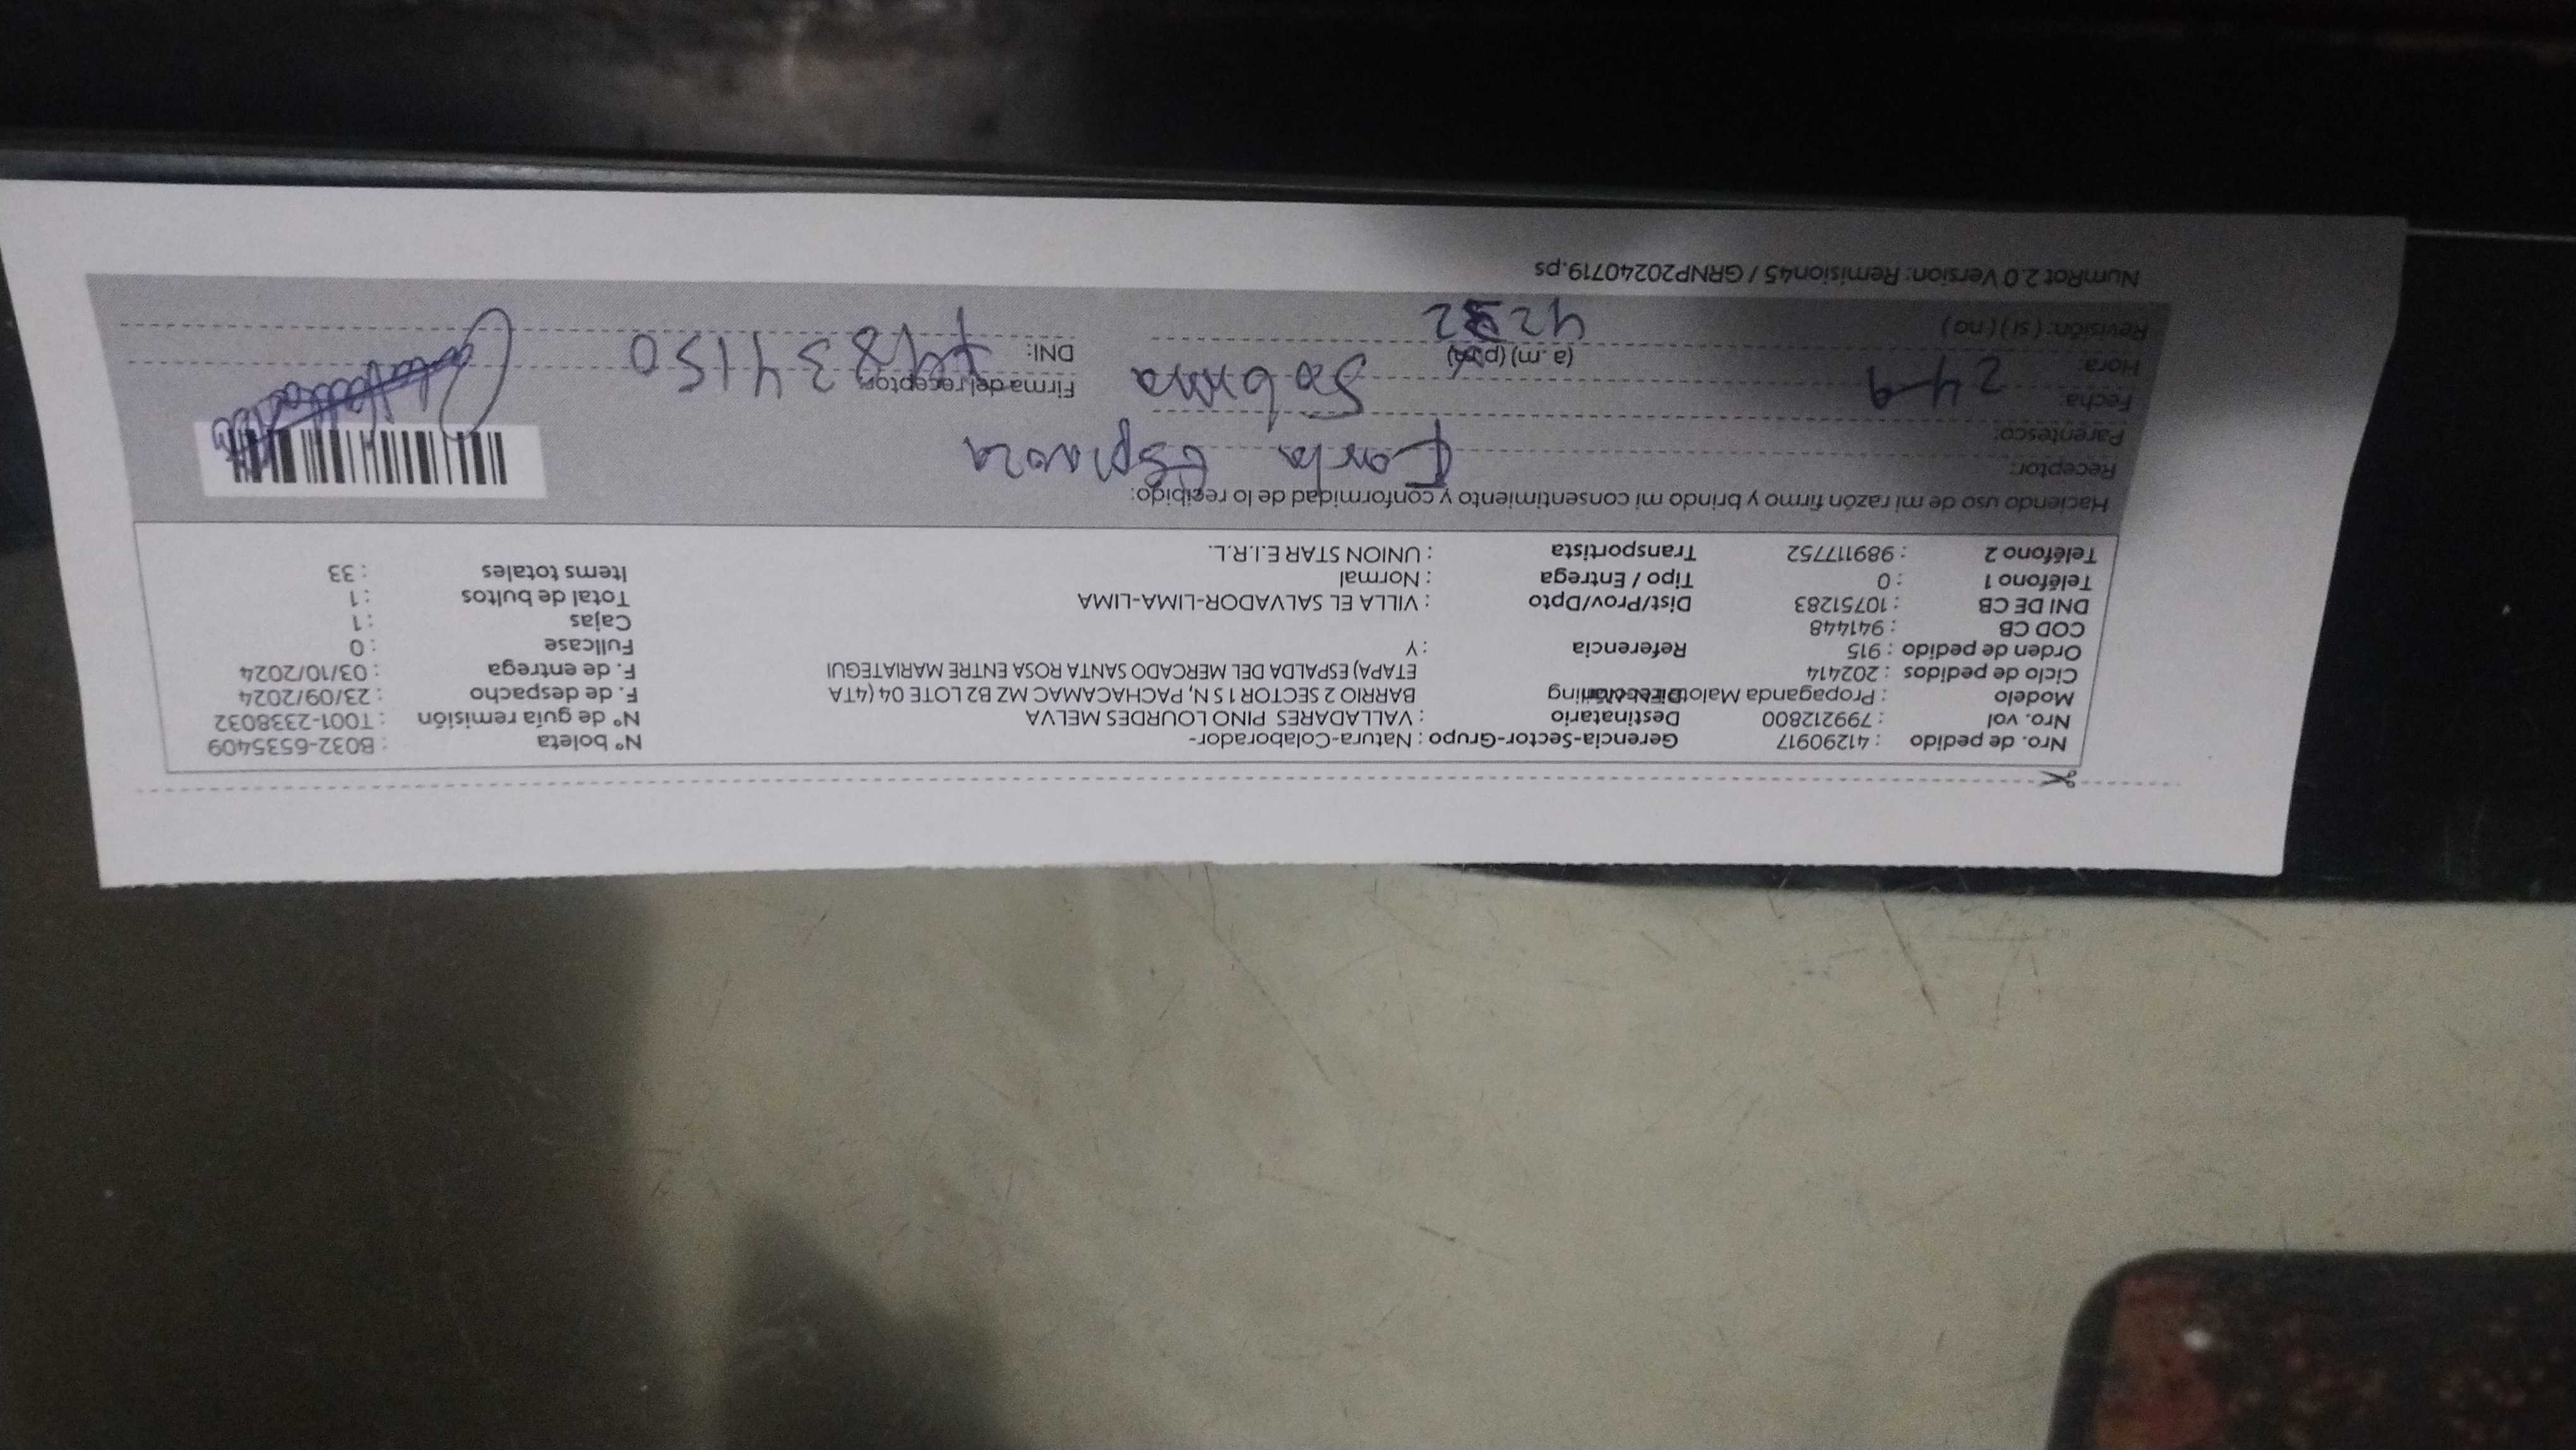 Nro. de pedido : 41290917 Gerencia-Sector-Grupo : Natura-Colaborador- N° boleta : B032-6535409
Nro. vol : 799212800 Destinatario : VALLADARES PINO LOURDES MELVA N° de guía remisión : T001-2338032
Modelo : Propaganda BARRIO 2 SECTOR 1 S N, PACHACAMAC MZ B2 LOTE 04 (4TA F. de despacho : 23/09/2024
Ciclo de pedidos : 202414 ETAPA) ESPALDA DEL MERCADO SANTA ROSA ENTRE MARIATEGUI F. de entrega : 03/10/2024
Orden de pedido : 915 Referencia : Y Fullcase : 0
COD CB : 941448 Cajas : 1
DNI DE CB : 10751283 Dist/Prov/Dpto : VILLA EL SALVADOR-LIMA-LIMA Total de bultos : 1
Teléfono 1 : 0 Tipo / Entrega : Normal Items totales : 33
Teléfono 2 : 989117752 Transportista : UNION STAR E.I.R.L.
Haciendo uso de mi razón firmo y brindo mi consentimiento y conformidad de lo recibido:
Receptor: Karla Espinoza
Parentesco: Sobrina
Fecha: 24-9 Firma del receptor:
Hora: (a.m) (p.m) DNI:
Revisión: ( si ) ( no )
NumRot 2.0 Version: Remision45 / GRNP20240719.ps